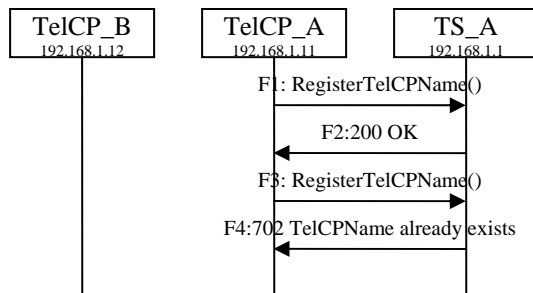 TelCP_B
192.168.1.12
TelCP_A
192.168.1.11
TS_A
192.168.1.1
F1: RegisterTelCPName()
F2:200 OK
F3: RegisterTelCPName()
F4:702 TelCPName already exists